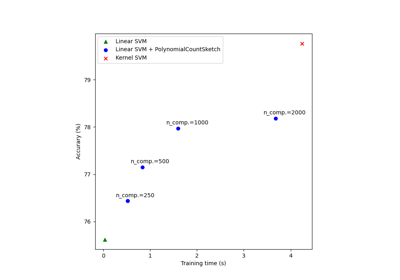 Linear SVM
Linear SVM + PolynomialCountSketch
Kernel SVM
n_comp.=250
n_comp.=500
n_comp.=1000
n_comp.=2000
79
78
77
76
Accurary (%)
0 1 2 3 4
Training time (s)